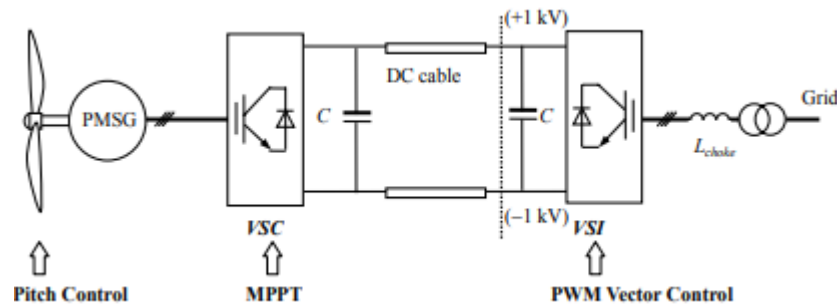 (+1 kV)
DC cable
Grid
PMSG
C
C
L_choke
(−1 kV)
VSC
VSI
Pitch Control
MPPT
PWM Vector Control